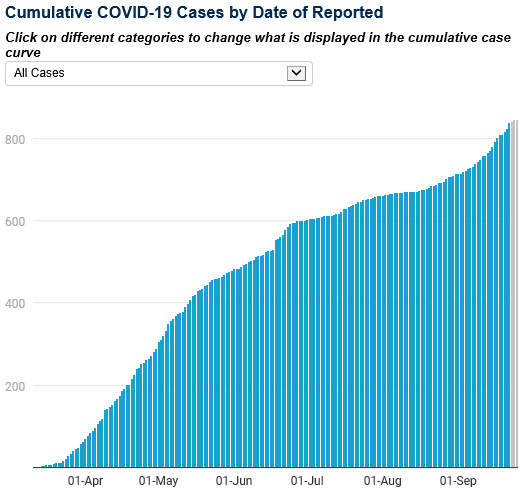 Cumulative COVID-19 Cases by Date of Reported
Click on different categories to change what is displayed in the cumulative case
curve
All Cases
800
600
400
200
01-Apr 01-May 01-Jun 01-Jul 01-Aug 01-Sep